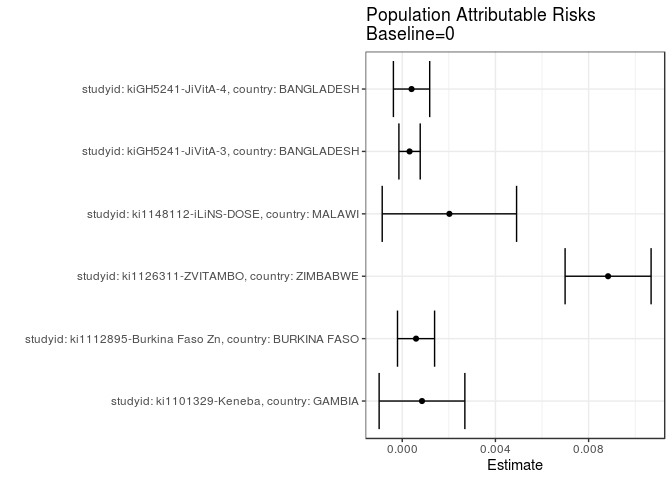 Population Attributable Risks
Baseline=0
studyid: kiGH5241-JiVitA-4, country: BANGLADESH
studyid: kiGH5241-JiVitA-3, country: BANGLADESH
studyid: ki1148112-iLiNS-DOSE, country: MALAWI
studyid: ki1126311-ZVITAMBO, country: ZIMBABWE
studyid: ki1112895-Burkina Faso Zn, country: BURKINA FASO
studyid: ki1101329-Keneba, country: GAMBIA
0.000 0.004 0.008
Estimate